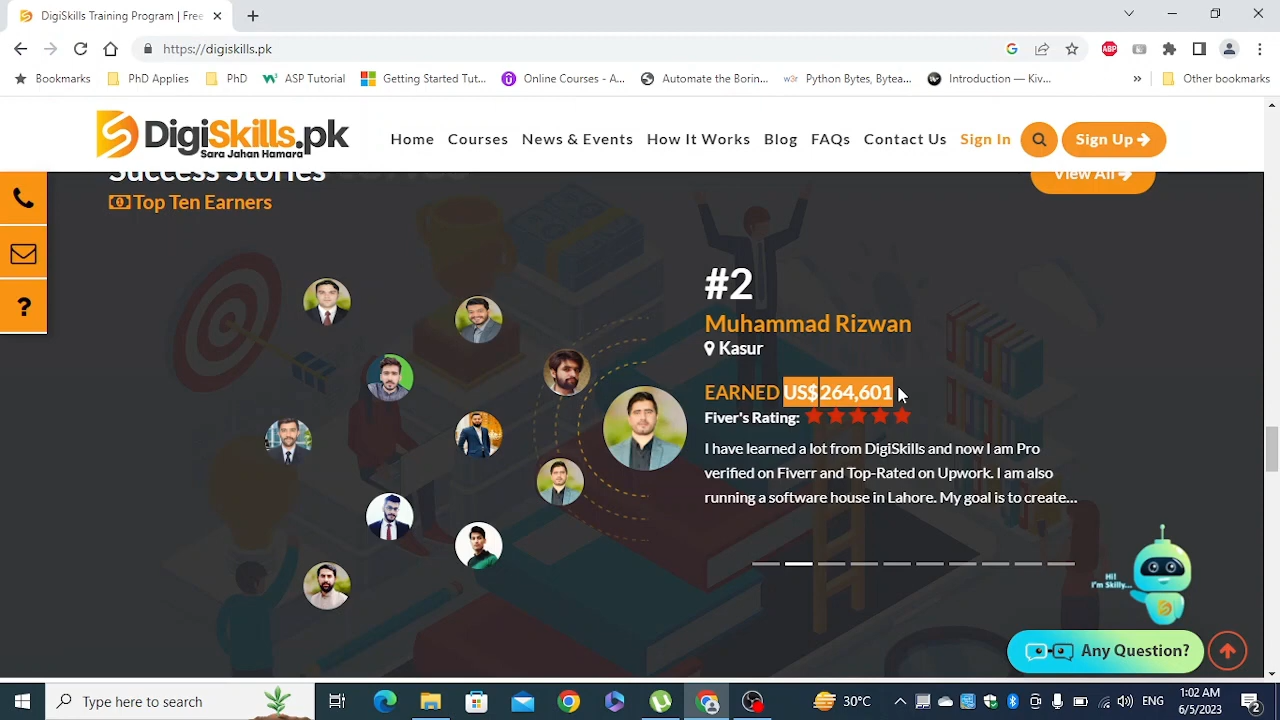 DigiSkills Training Program | Free
https://digiskills.pk
Bookmarks PhD Applies PhD ASP Tutorial Getting Started Tut... Online Courses - A... Automate the Borin... Python Bytes, Bytea... Introduction — Kiv... » Other bookmarks
DigiSkills.pk
Sara Jahan Hamara
Home Courses News & Events How It Works Blog FAQs Contact Us Sign In Sign Up
Success Stories
View All
Top Ten Earners
#2
Muhammad Rizwan
Kasur
EARNED US$ 264,601
Fiver's Rating:
I have learned a lot from DigiSkills and now I am Pro
verified on Fiverr and Top-Rated on Upwork. I am also
running a software house in Lahore. My goal is to create...
Hi!
I'm Skilly...
Any Question?
Type here to search
30°C
ENG
1:02 AM
6/5/2023
2